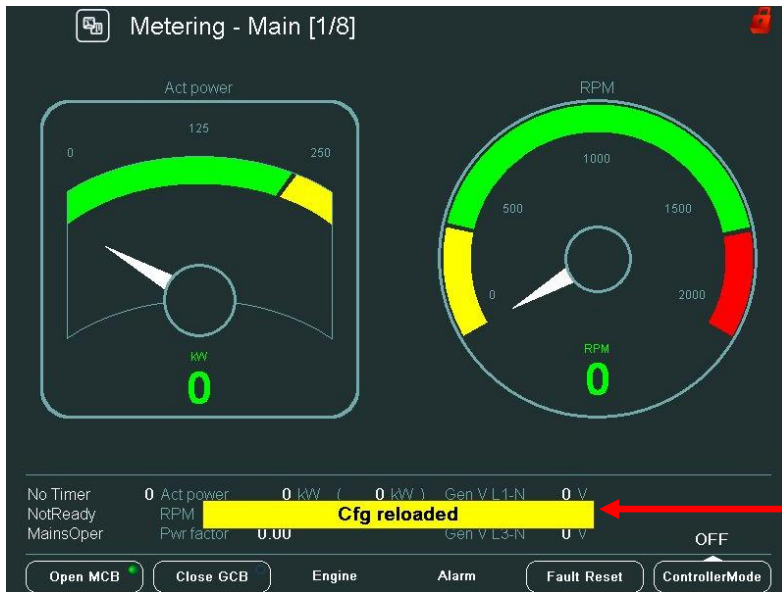 Metering - Main [1/8]
Act power
0 125 250
kW
0
RPM
0 500 1000 1500 2000
RPM
0
No Timer 0 Act power 0 kW ( 0 kW ) Gen V L1-N 0 V
NotReady RPM Cfg reloaded
MainsOper Pwr factor 0.00 Gen V L3-N 0 V
OFF
Open MCB Close GCB Engine Alarm Fault Reset ControllerMode